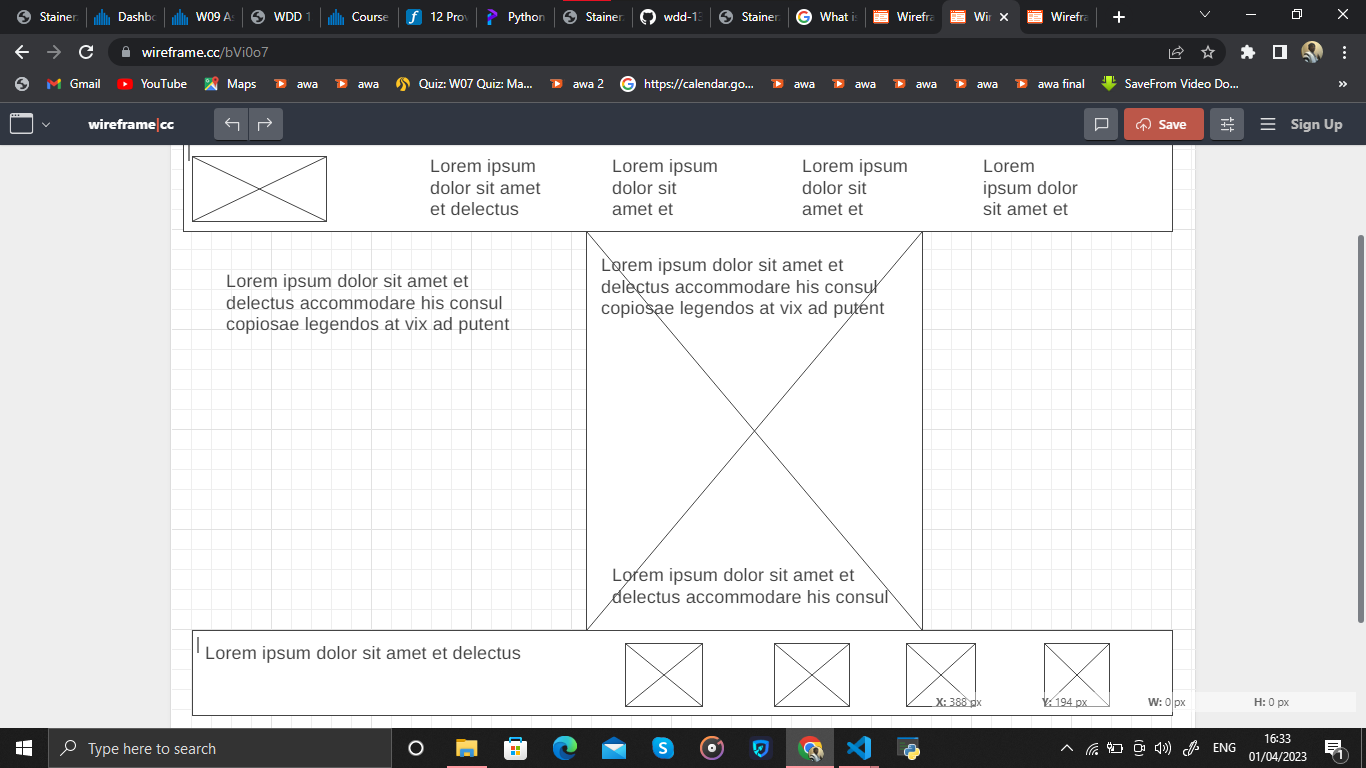 Stainer
Dashbo
W09 As
WDD 1
Course
12 Prov
Python
Stainer
wdd-13
Stainer
What is
Wirefra
Wir
Wirefra
wireframe.cc/bVi0o7
Gmail
YouTube
Maps
awa
awa
Quiz: W07 Quiz: Ma...
awa 2
https://calendar.go...
awa
awa
awa
awa
awa final
SaveFrom Video Do...
»
wireframe|cc
Save
Sign Up
Lorem ipsum
dolor sit amet
et delectus
Lorem ipsum
dolor sit
amet et
Lorem ipsum
dolor sit
amet et
Lorem
ipsum dolor
sit amet et
Lorem ipsum dolor sit amet et
delectus accommodare his consul
copiosae legendos at vix ad putent
Lorem ipsum dolor sit amet et
delectus accommodare his consul
copiosae legendos at vix ad putent
Lorem ipsum dolor sit amet et
delectus accommodare his consul
Lorem ipsum dolor sit amet et delectus
X: 388 px
Y: 194 px
W: 0 px
H: 0 px
Type here to search
ENG
16:33
01/04/2023
1